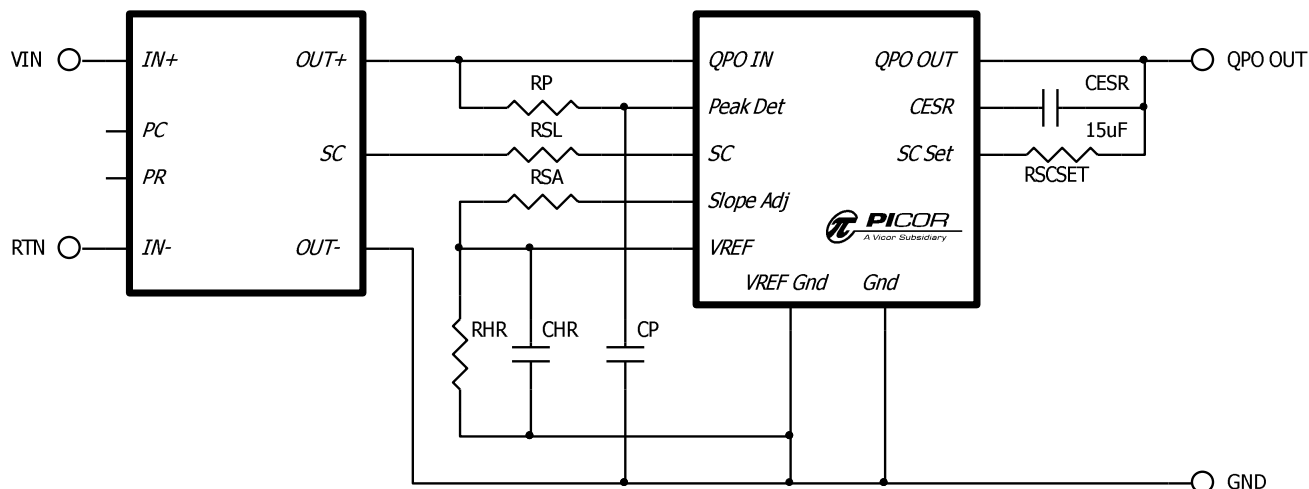 VIN
IN+
OUT+
QPO IN
QPO OUT
QPO OUT
RP
CESR
PC
Peak Det
CESR
RSL
15uF
SC
SC
SC Set
PR
RSA
RSCSET
Slope Adj
PICOR
A Vicor Subsidiary
RTN
IN-
OUT-
VREF
VREF Gnd
Gnd
RHR
CHR
CP
GND